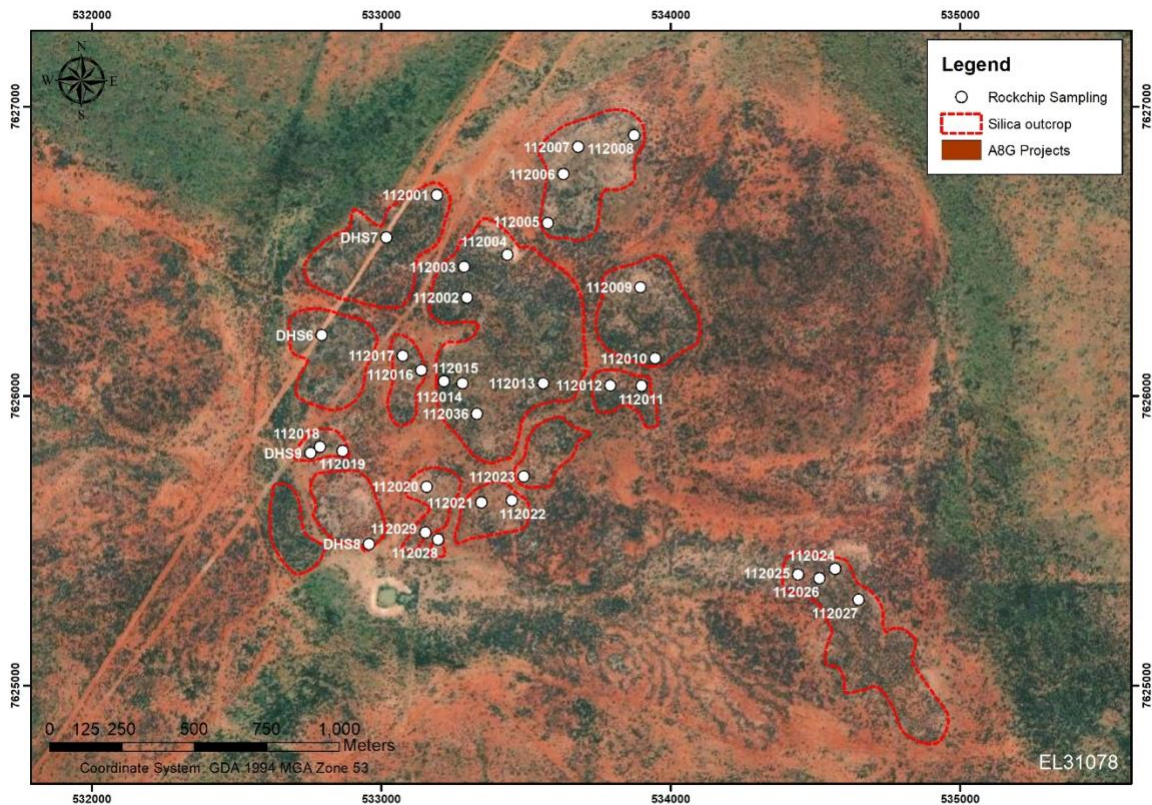 532000
533000
534000
535000
N
W
E
S
Legend
Rockchip Sampling
Silica outcrop
A8G Projects
7627000
7627000
112007
112008
112006
112001
112005
DHS7
112004
112003
112009
112002
DHS6
112017
112015
112010
112016
112013
112012
7626000
7626000
112014
112011
112036
112018
DHS9
112019
112023
112020
112021
112022
112029
DHS8
112028
112024
112025
112026
112027
7625000
7625000
0 125 250 500 750 1,000
Meters
Coordinate System: GDA 1994 MGA Zone 53
EL31078
532000
533000
534000
535000